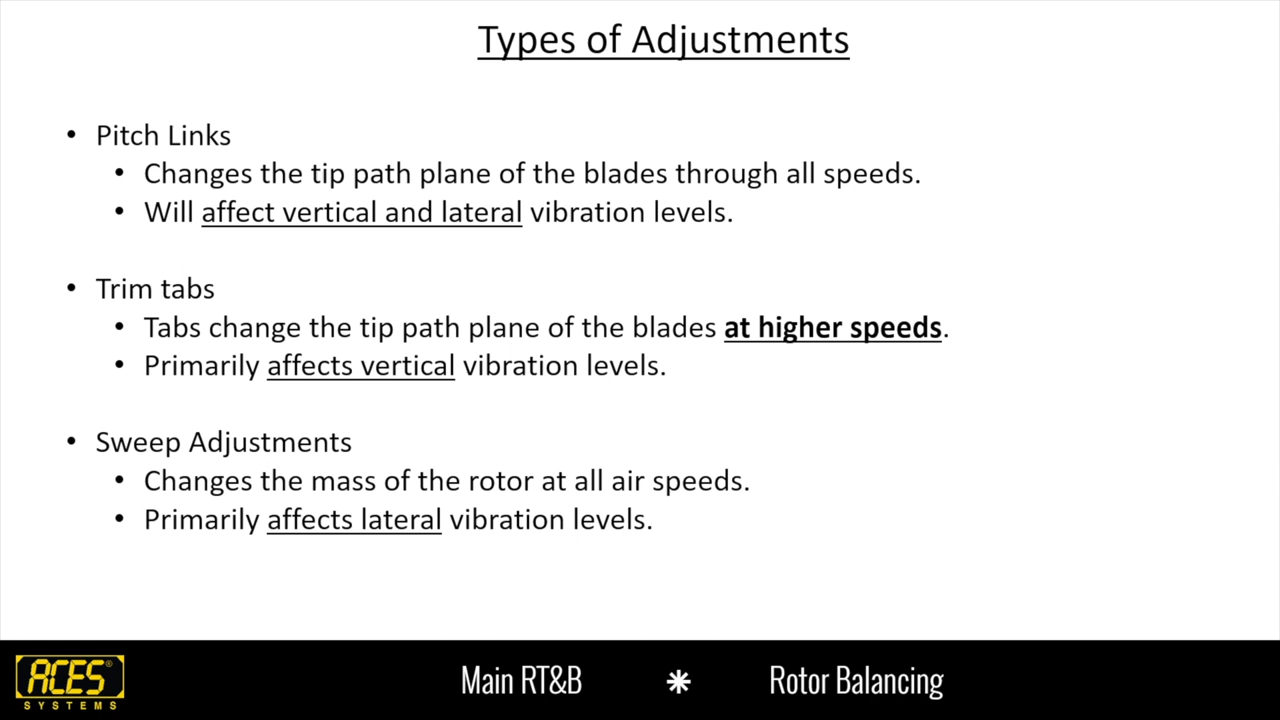 Types of Adjustments
• Pitch Links
• Changes the tip path plane of the blades through all speeds.
• Will affect vertical and lateral vibration levels.
• Trim tabs
• Tabs change the tip path plane of the blades at higher speeds.
• Primarily affects vertical vibration levels.
• Sweep Adjustments
• Changes the mass of the rotor at all air speeds.
• Primarily affects lateral vibration levels.
ACES®
SYSTEMS
Main RT&B * Rotor Balancing